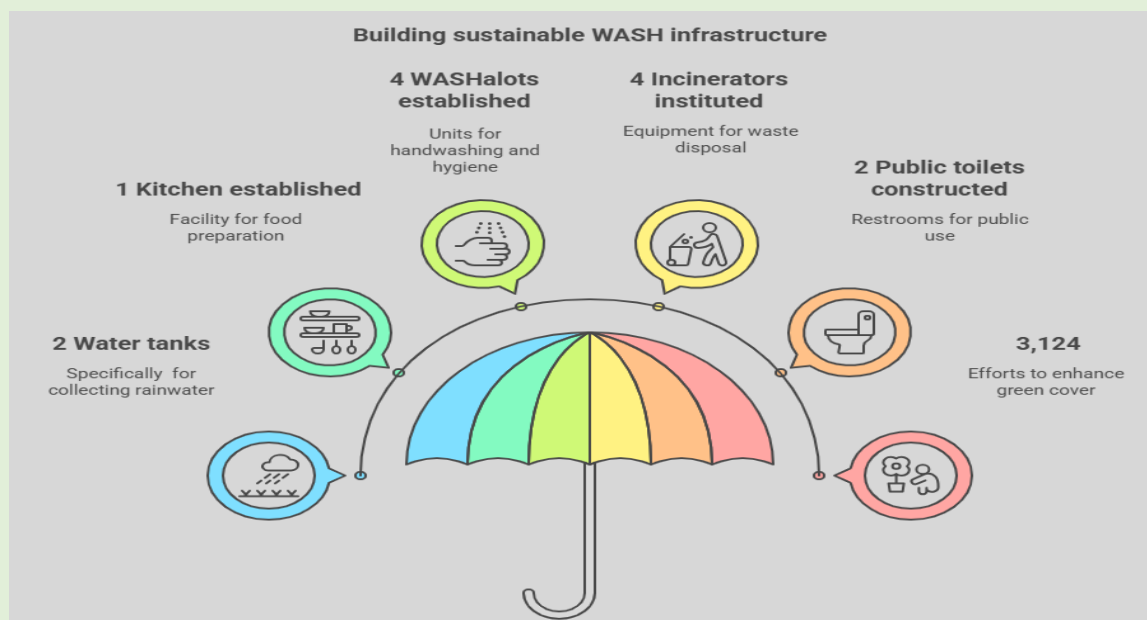 Building sustainable WASH infrastructure
4 WASHalots
established
Units for
handwashing and
hygiene
4 Incinerators
instituted
Equipment for waste
disposal
1 Kitchen established
Facility for food
preparation
2 Public toilets
constructed
Restrooms for public
use
2 Water tanks
Specifically for
collecting rainwater
3,124
Efforts to enhance
green cover